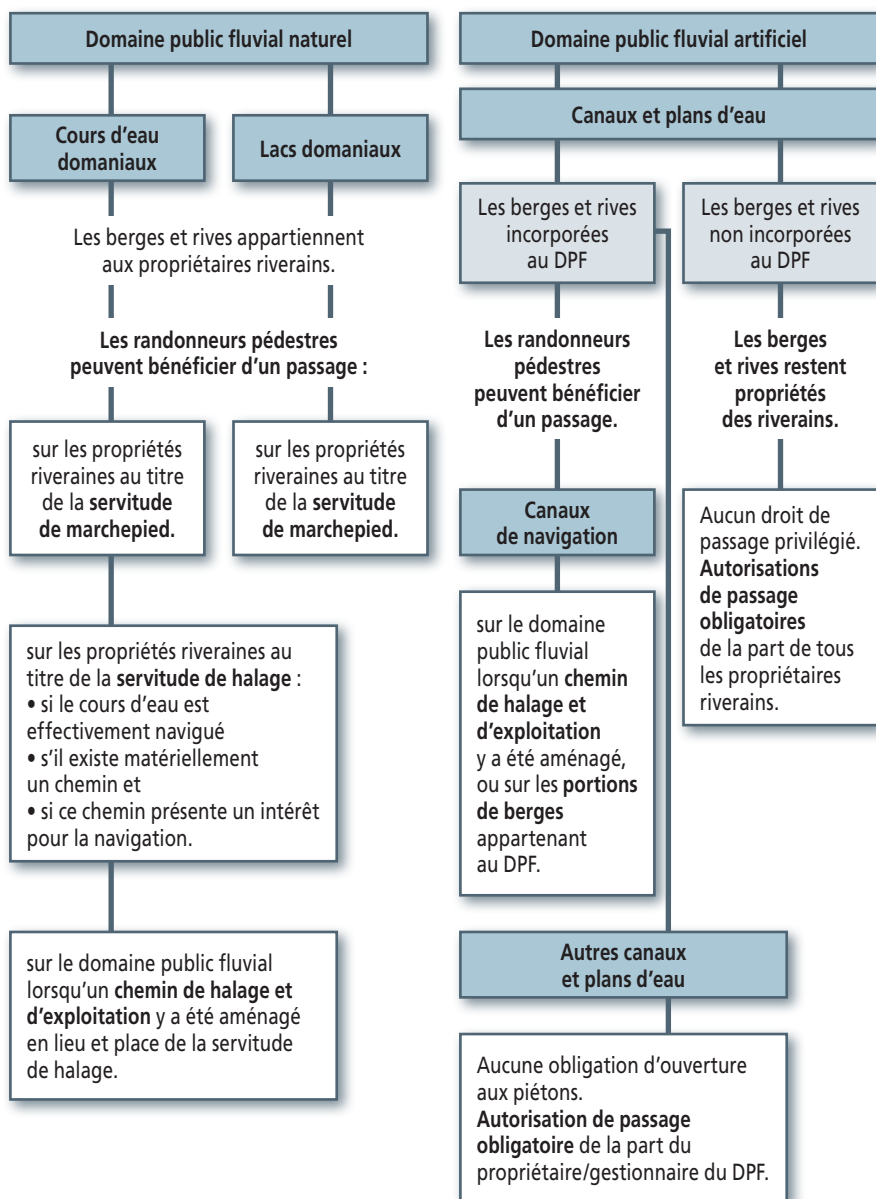 Domaine public fluvial naturel
Cours d'eau
domaniaux
Lacs domaniaux
Les berges et rives appartiennent
aux propriétaires riverains.
Les randonneurs pédestres
peuvent bénéficier d'un passage :
sur les propriétés
riveraines au titre
de la servitude
de marchepied.
sur les propriétés
riveraines au titre
de la servitude
de marchepied.
sur les propriétés riveraines au
titre de la servitude de halage :
• si le cours d'eau est
effectivement navigué
• s'il existe matériellement
un chemin et
• si ce chemin présente un intérêt
pour la navigation.
sur le domaine public fluvial
lorsqu'un chemin de halage et
d'exploitation y a été aménagé
en lieu et place de la servitude
de halage.
Domaine public fluvial artificiel
Canaux et plans d'eau
Les berges et rives
incorporées
au DPF
Les randonneurs
pédestres
peuvent bénéficier
d'un passage.
Canaux
de navigation
sur le domaine
public fluvial
lorsqu'un chemin
de halage et
d'exploitation
y a été aménagé,
ou sur les portions
de berges
appartenant
au DPF.
Autres canaux
et plans d'eau
Aucune obligation d'ouverture
aux piétons.
Autorisation de passage
obligatoire de la part du
propriétaire/gestionnaire du DPF.
Les berges et rives
non incorporées
au DPF
Les berges
et rives restent
propriétés
des riverains.
Aucun droit de
passage privilégié.
Autorisations
de passage
obligatoires
de la part de tous
les propriétaires
riverains.